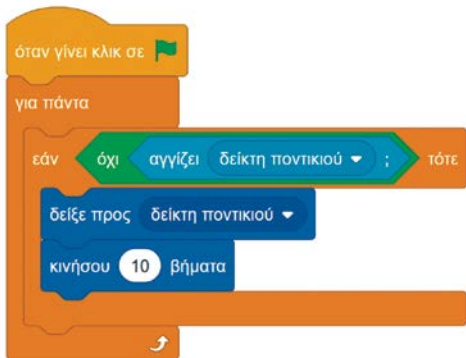 όταν γίνει κλικ σε
για πάντα
εάν όχι αγγίζει δείκτη ποντικιού ; τότε
δείξε προς δείκτη ποντικιού
κινήσου 10 βήματα